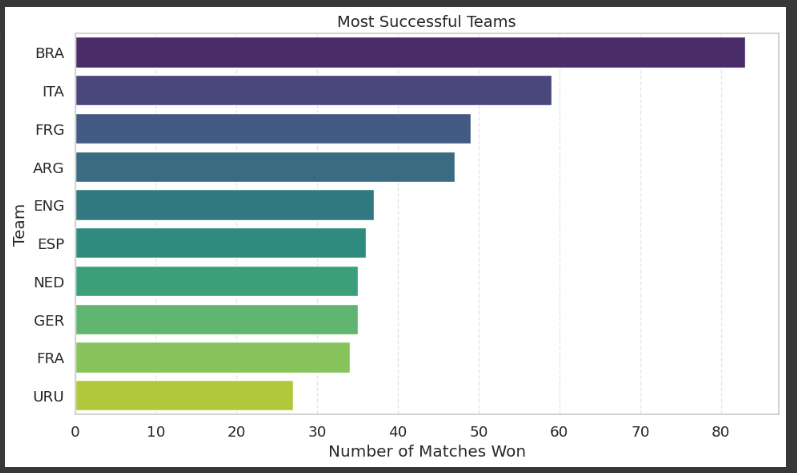 Most Successful Teams
BRA
ITA
FRG
ARG
ENG
ESP
NED
GER
FRA
URU
Team
0 10 20 30 40 50 60 70 80
Number of Matches Won